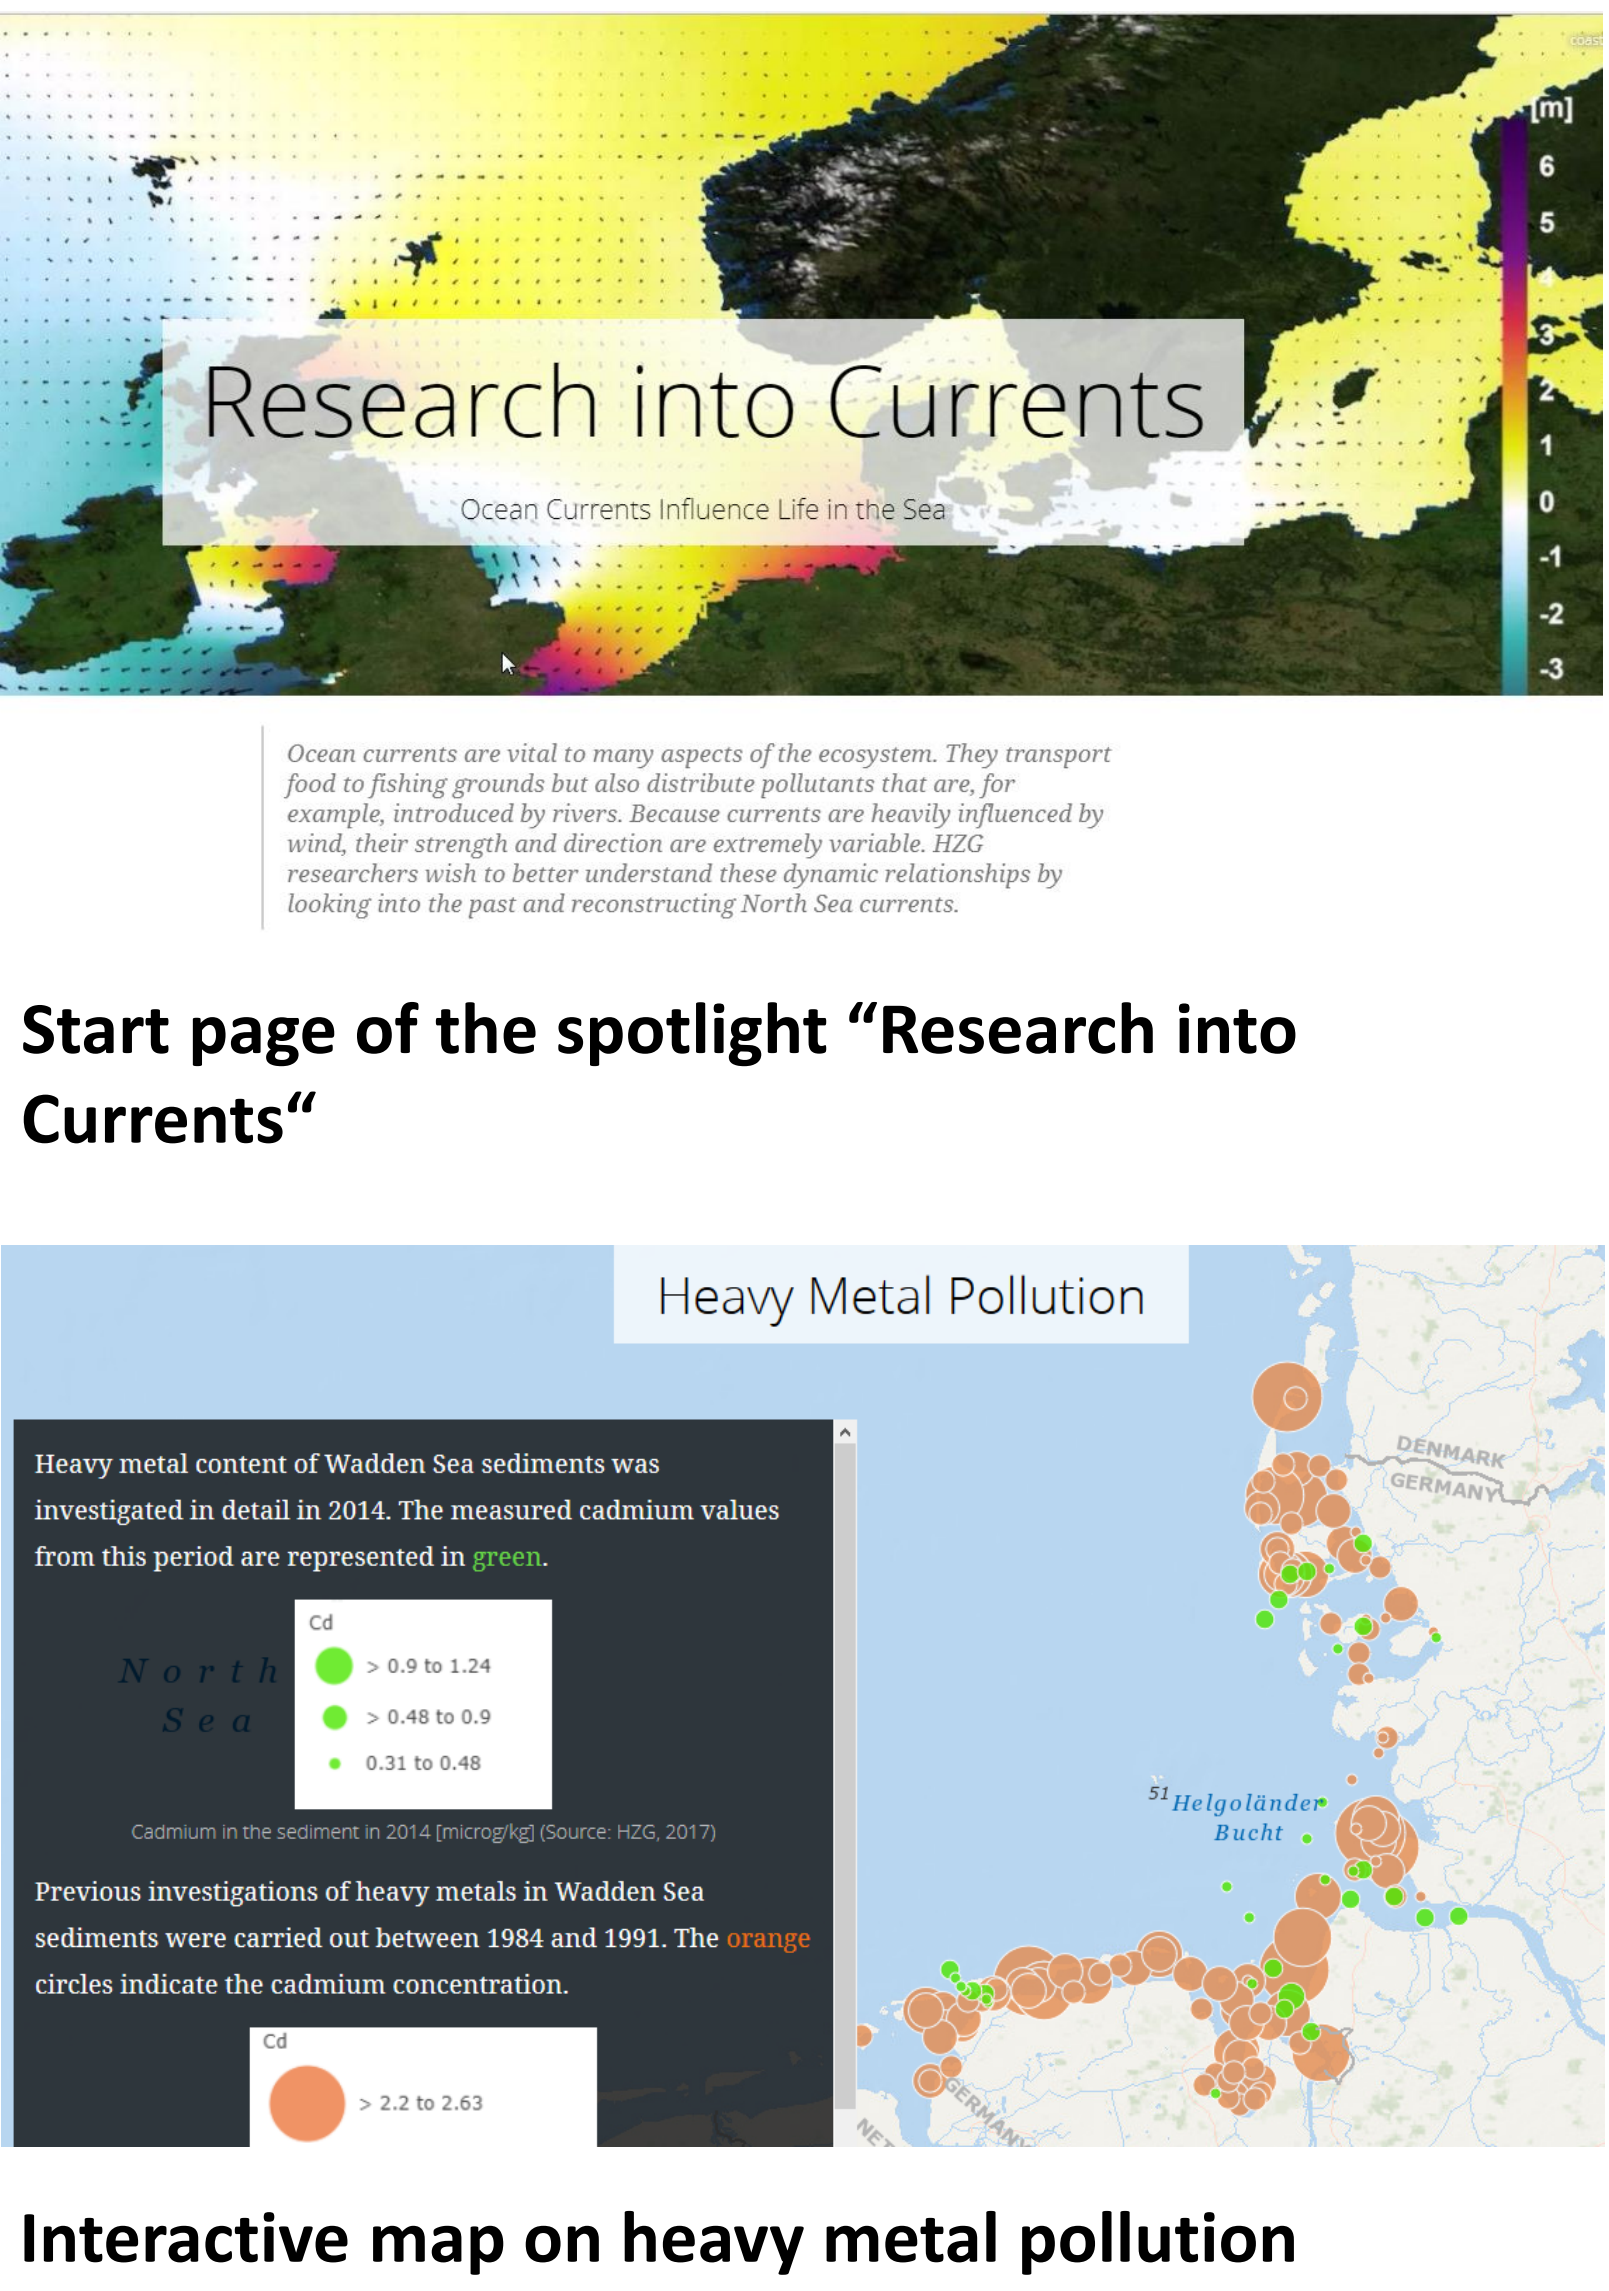 coast
[m]
6
5
4
3
2
1
0
-1
-2
-3
Research into Currents
Ocean Currents Influence Life in the Sea
Ocean currents are vital to many aspects of the ecosystem. They transport
food to fishing grounds but also distribute pollutants that are, for
example, introduced by rivers. Because currents are heavily influenced by
wind, their strength and direction are extremely variable. HZG
researchers wish to better understand these dynamic relationships by
looking into the past and reconstructing North Sea currents.
Start page of the spotlight “Research into
Currents“
Heavy Metal Pollution
Heavy metal content of Wadden Sea sediments was
investigated in detail in 2014. The measured cadmium values
from this period are represented in green.
North
Sea
Cd
> 0.9 to 1.24
> 0.48 to 0.9
0.31 to 0.48
Cadmium in the sediment in 2014 [microg/kg] (Source: HZG, 2017)
Previous investigations of heavy metals in Wadden Sea
sediments were carried out between 1984 and 1991. The orange
circles indicate the cadmium concentration.
Cd
> 2.2 to 2.63
DENMARK
GERMANY
51
Helgoländer
Bucht
GERMANY
NET
Interactive map on heavy metal pollution